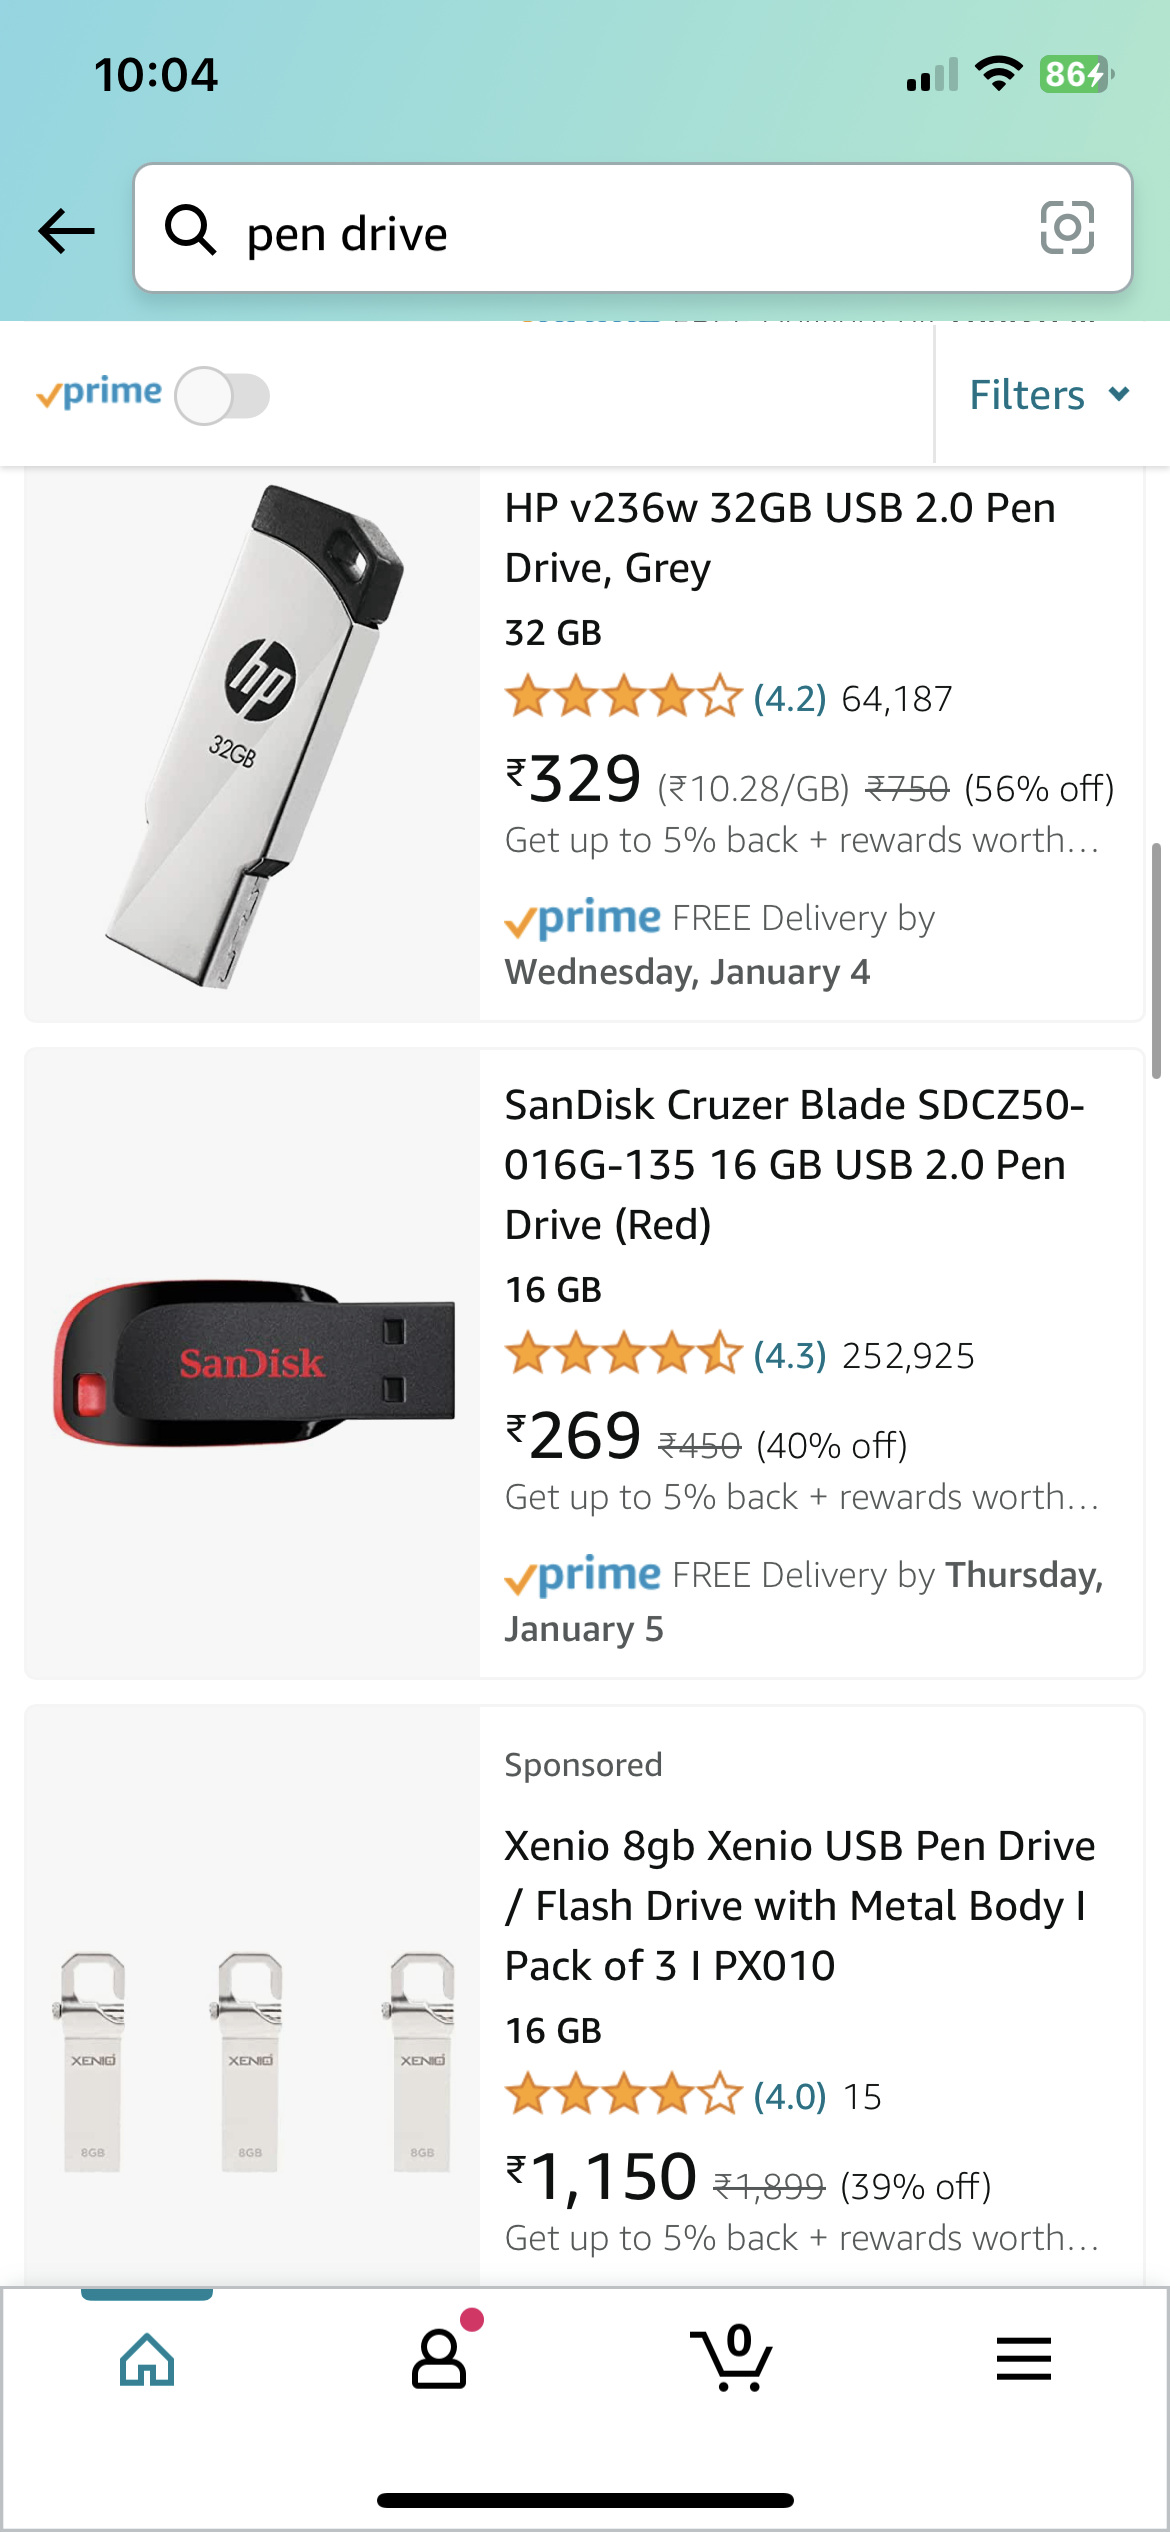 10:04
86
pen drive
prime
Filters
HP v236w 32GB USB 2.0 Pen
Drive, Grey
32 GB
(4.2) 64,187
₹329 (₹10.28/GB) ₹750 (56% off)
Get up to 5% back + rewards worth...
prime FREE Delivery by
Wednesday, January 4
hp
32GB
SanDisk Cruzer Blade SDCZ50-
016G-135 16 GB USB 2.0 Pen
Drive (Red)
16 GB
(4.3) 252,925
₹269 ₹450 (40% off)
Get up to 5% back + rewards worth...
prime FREE Delivery by Thursday,
January 5
SanDisk
Sponsored
Xenio 8gb Xenio USB Pen Drive
/ Flash Drive with Metal Body I
Pack of 3 I PX010
16 GB
(4.0) 15
₹1,150 ₹1,899 (39% off)
Get up to 5% back + rewards worth...
XENIO XENIO XENIO
8GB 8GB 8GB
0